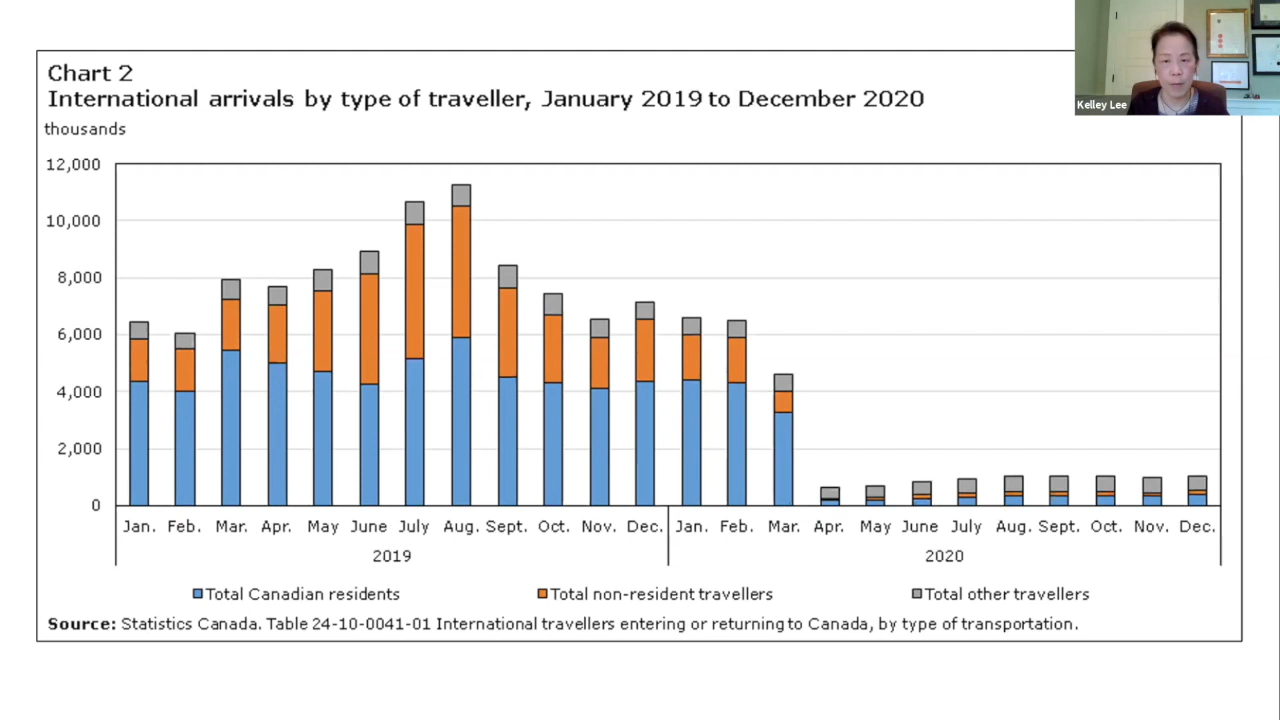 Chart 2
International arrivals by type of traveller, January 2019 to December 2020
thousands
Kelley Lee
12,000
10,000
8,000
6,000
4,000
2,000
0
Jan. Feb. Mar. Apr. May June July Aug. Sept. Oct. Nov. Dec. Jan. Feb. Mar. Apr. May June July Aug. Sept. Oct. Nov. Dec.
2019 2020
Total Canadian residents Total non-resident travellers Total other travellers
Source: Statistics Canada. Table 24-10-0041-01 International travellers entering or returning to Canada, by type of transportation.